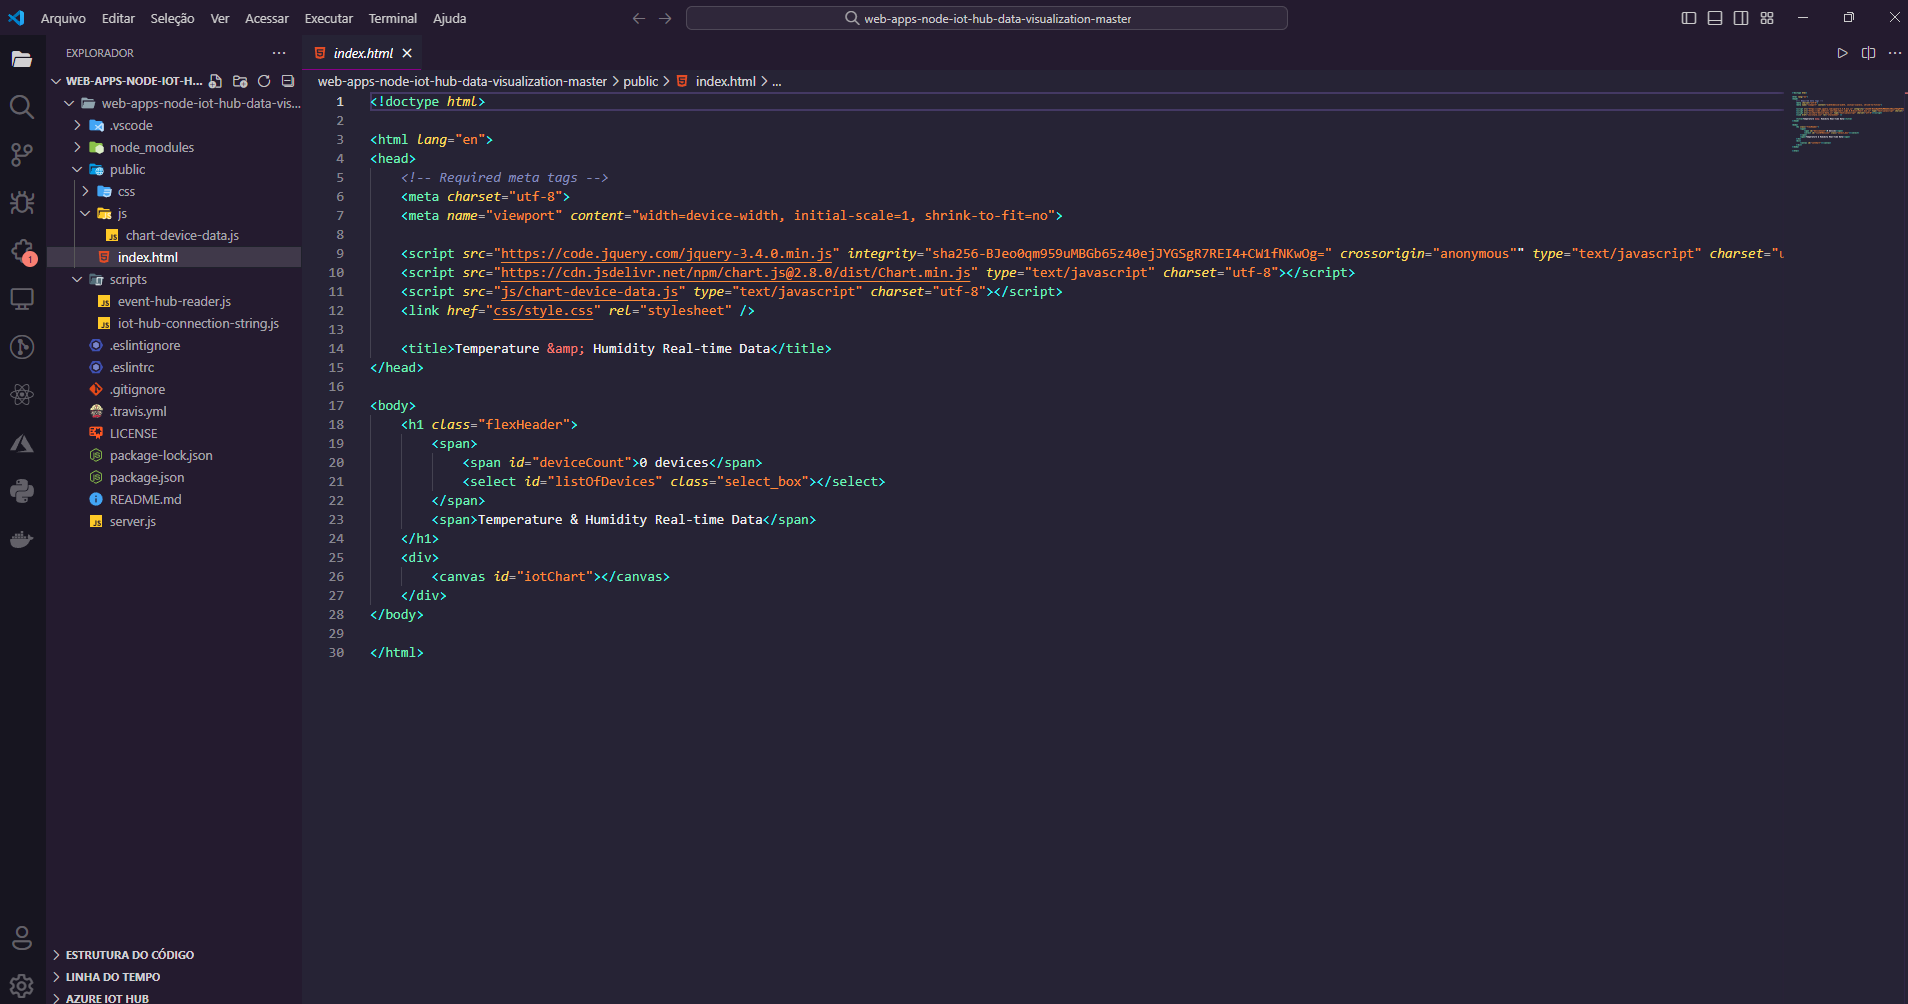 Arquivo Editar Seleção Ver Acessar Executar Terminal Ajuda
web-apps-node-iot-hub-data-visualization-master
EXPLORADOR
WEB-APPS-NODE-IOT-H...
web-apps-node-iot-hub-data-vis...
.vscode
node_modules
public
css
js
chart-device-data.js
index.html
scripts
event-hub-reader.js
iot-hub-connection-string.js
.eslintignore
.eslintrc
.gitignore
.travis.yml
LICENSE
package-lock.json
package.json
README.md
server.js
1
ESTRUTURA DO CÓDIGO
LINHA DO TEMPO
AZURE IOT HUB
index.html
web-apps-node-iot-hub-data-visualization-master > public > index.html > ...
1 <!doctype html>
2
3 <html lang="en">
4 <head>
5 <!-- Required meta tags -->
6 <meta charset="utf-8">
7 <meta name="viewport" content="width=device-width, initial-scale=1, shrink-to-fit=no">
8
9 <script src="https://code.jquery.com/jquery-3.4.0.min.js" integrity="sha256-BJeo0qm959uMBGb65z40ejJYGSgR7REI4+CW1fNKwOg=" crossorigin="anonymous"" type="text/javascript" charset="u
10 <script src="https://cdn.jsdelivr.net/npm/chart.js@2.8.0/dist/Chart.min.js" type="text/javascript" charset="utf-8"></script>
11 <script src="js/chart-device-data.js" type="text/javascript" charset="utf-8"></script>
12 <link href="css/style.css" rel="stylesheet" />
13
14 <title>Temperature &amp; Humidity Real-time Data</title>
15 </head>
16
17 <body>
18 <h1 class="flexHeader">
19 <span>
20 <span id="deviceCount">0 devices</span>
21 <select id="listOfDevices" class="select_box"></select>
22 </span>
23 <span>Temperature & Humidity Real-time Data</span>
24 </h1>
25 <div>
26 <canvas id="iotChart"></canvas>
27 </div>
28 </body>
29
30 </html>